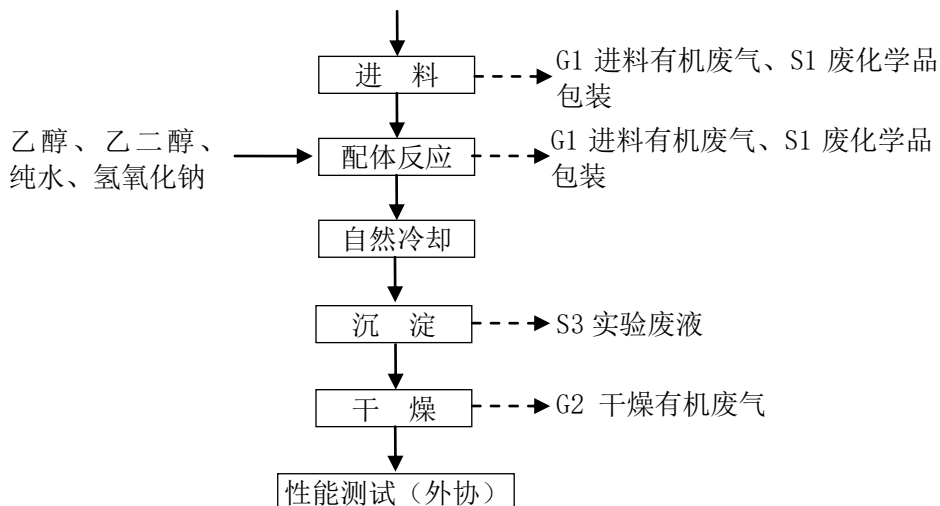 进 料
G1 进料有机废气、S1 废化学品
包装
乙醇、乙二醇、
纯水、氢氧化钠
配体反应
G1 进料有机废气、S1 废化学品
包装
自然冷却
沉 淀
S3 实验废液
干 燥
G2 干燥有机废气
性能测试（外协）